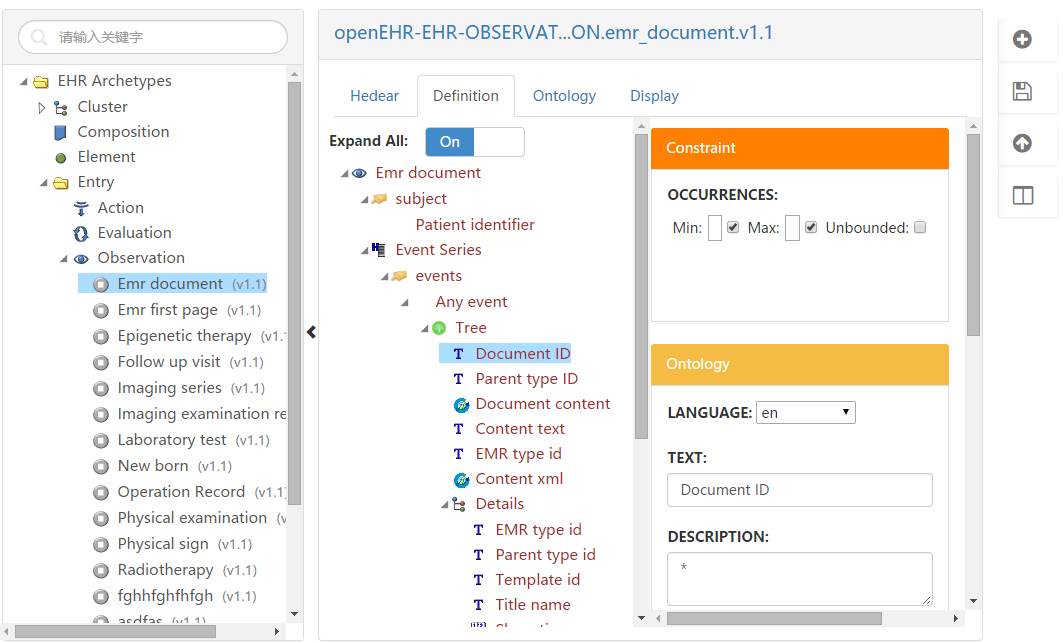 请输入关键字
EHR Archetypes
Cluster
Composition
Element
Entry
Action
Evaluation
Observation
Emr document (v1.1)
Emr first page (v1.1)
Epigenetic therapy (v1.
Follow up visit (v1.1)
Imaging series (v1.1)
Imaging examination re
Laboratory test (v1.1)
New born (v1.1)
Operation Record (v1.1
Physical examination (v
Physical sign (v1.1)
Radiotherapy (v1.1)
fghhfghfhfgh (v1.1)
asdfas (v1.1)
openEHR-EHR-OBSERVAT...ON.emr_document.v1.1
Hedear Definition Ontology Display
Expand All: On
Emr document
subject
Patient identifier
Event Series
events
Any event
Tree
Document ID
Parent type ID
Document content
Content text
EMR type id
Content xml
Details
EMR type id
Parent type id
Template id
Title name
Constraint
OCCURRENCES:
Min: Max: Unbounded:
Ontology
LANGUAGE: en
TEXT:
Document ID
DESCRIPTION:
*